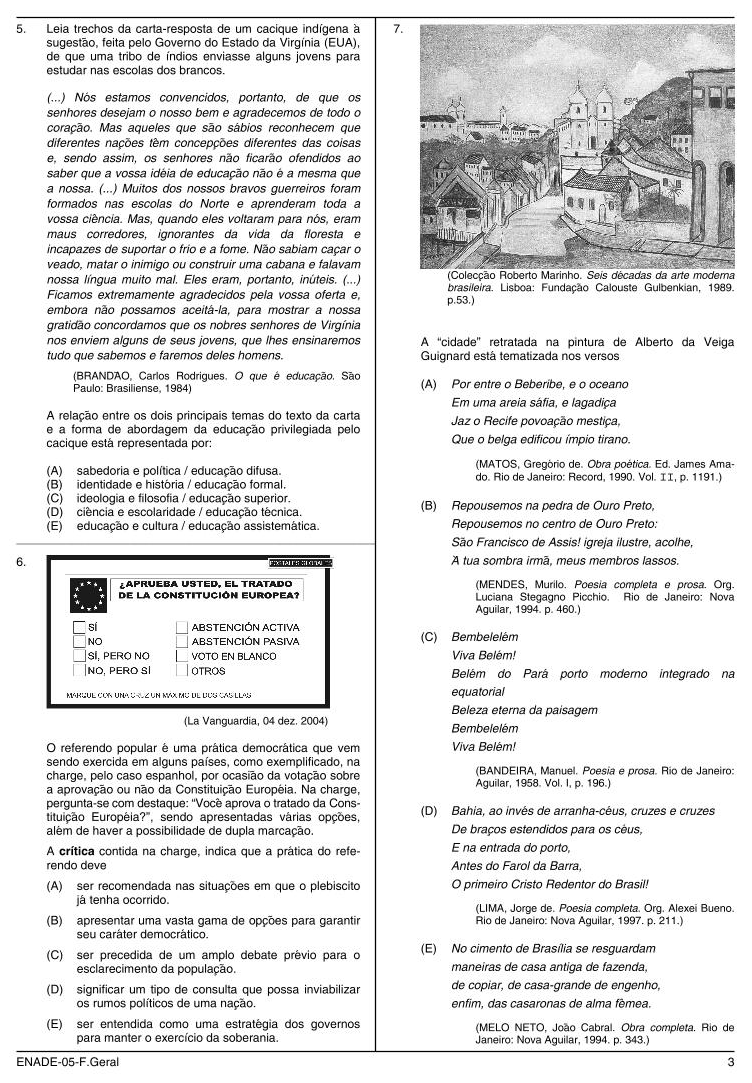 5. Leia trechos da carta-resposta de um cacique indígena à
sugestão, feita pelo Governo do Estado da Virgínia (EUA),
de que uma tribo de índios enviasse alguns jovens para
estudar nas escolas dos brancos.
(...) Nós estamos convencidos, portanto, de que os
senhores desejam o nosso bem e agradecemos de todo o
coração. Mas aqueles que são sábios reconhecem que
diferentes nações têm concepções diferentes das coisas
e, sendo assim, os senhores não ficarão ofendidos ao
saber que a vossa idéia de educação não é a mesma que
a nossa. (...) Muitos dos nossos bravos guerreiros foram
formados nas escolas do Norte e aprenderam toda a
vossa ciência. Mas, quando eles voltaram para nós, eram
maus corredores, ignorantes da vida da floresta e
incapazes de suportar o frio e a fome. Não sabiam caçar o
veado, matar o inimigo ou construir uma cabana e falavam
nossa língua muito mal. Eles eram, portanto, inúteis. (...)
Ficamos extremamente agradecidos pela vossa oferta e,
embora não possamos aceitá-la, para mostrar a nossa
gratidão concordamos que os nobres senhores de Virgínia
nos enviem alguns de seus jovens, que lhes ensinaremos
tudo que sabemos e faremos deles homens.
(BRANDÃO, Carlos Rodrigues. O que é educação. São
Paulo: Brasiliense, 1984)
A relação entre os dois principais temas do texto da carta
e a forma de abordagem da educação privilegiada pelo
cacique está representada por:
(A) sabedoria e política / educação difusa.
(B) identidade e história / educação formal.
(C) ideologia e filosofia / educação superior.
(D) ciência e escolaridade / educação técnica.
(E) educação e cultura / educação assistemática.
6.
POSTALES GLOBALES
¿APRUEBA USTED, EL TRATADO
DE LA CONSTITUCIÓN EUROPEA?
SÍ
NO
SÍ, PERO NO
NO, PERO SÍ
ABSTENCIÓN ACTIVA
ABSTENCIÓN PASIVA
VOTO EN BLANCO
OTROS
MARQUE CON UNA CRUZ UN MÁXIMO DE DOS CASILLAS
(La Vanguardia, 04 dez. 2004)
O referendo popular é uma prática democrática que vem
sendo exercida em alguns países, como exemplificado, na
charge, pelo caso espanhol, por ocasião da votação sobre
a aprovação ou não da Constituição Européia. Na charge,
pergunta-se com destaque: “Você aprova o tratado da Cons-
tituição Européia?”, sendo apresentadas várias opções,
além de haver a possibilidade de dupla marcação.
A crítica contida na charge, indica que a prática do refe-
rendo deve
(A) ser recomendada nas situações em que o plebiscito
já tenha ocorrido.
(B) apresentar uma vasta gama de opções para garantir
seu caráter democrático.
(C) ser precedida de um amplo debate prévio para o
esclarecimento da população.
(D) significar um tipo de consulta que possa inviabilizar
os rumos políticos de uma nação.
(E) ser entendida como uma estratégia dos governos
para manter o exercício da soberania.
7.
(Colecção Roberto Marinho. Seis décadas da arte moderna
brasileira. Lisboa: Fundação Calouste Gulbenkian, 1989.
p.53.)
A “cidade” retratada na pintura de Alberto da Veiga
Guignard está tematizada nos versos
(A) Por entre o Beberibe, e o oceano
Em uma areia sáfia, e lagadiça
Jaz o Recife povoação mestiça,
Que o belga edificou ímpio tirano.
(MATOS, Gregório de. Obra poética. Ed. James Ama-
do. Rio de Janeiro: Record, 1990. Vol. II, p. 1191.)
(B) Repousemos na pedra de Ouro Preto,
Repousemos no centro de Ouro Preto:
São Francisco de Assis! igreja ilustre, acolhe,
À tua sombra irmã, meus membros lassos.
(MENDES, Murilo. Poesia completa e prosa. Org.
Luciana Stegagno Picchio. Rio de Janeiro: Nova
Aguilar, 1994. p. 460.)
(C) Bembelelém
Viva Belém!
Belém do Pará porto moderno integrado na
equatorial
Beleza eterna da paisagem
Bembelelém
Viva Belém!
(BANDEIRA, Manuel. Poesia e prosa. Rio de Janeiro:
Aguilar, 1958. Vol. I, p. 196.)
(D) Bahia, ao invés de arranha-céus, cruzes e cruzes
De braços estendidos para os céus,
E na entrada do porto,
Antes do Farol da Barra,
O primeiro Cristo Redentor do Brasil!
(LIMA, Jorge de. Poesia completa. Org. Alexei Bueno.
Rio de Janeiro: Nova Aguilar, 1997. p. 211.)
(E) No cimento de Brasília se resguardam
maneiras de casa antiga de fazenda,
de copiar, de casa-grande de engenho,
enfim, das casaronas de alma fêmea.
(MELO NETO, João Cabral. Obra completa. Rio de
Janeiro: Nova Aguilar, 1994. p. 343.)
ENADE-05-F.Geral
3